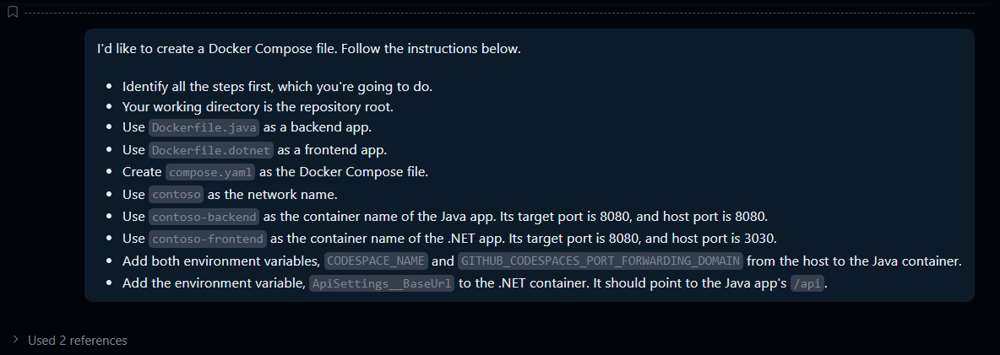 I'd like to create a Docker Compose file. Follow the instructions below.
• Identify all the steps first, which you're going to do.
• Your working directory is the repository root.
• Use Dockerfile.java as a backend app.
• Use Dockerfile.dotnet as a frontend app.
• Create compose.yaml as the Docker Compose file.
• Use contoso as the network name.
• Use contoso-backend as the container name of the Java app. Its target port is 8080, and host port is 8080.
• Use contoso-frontend as the container name of the .NET app. Its target port is 8080, and host port is 3030.
• Add both environment variables, CODESPACE_NAME and GITHUB_CODESPACES_PORT_FORWARDING_DOMAIN from the host to the Java container.
• Add the environment variable, ApiSettings__BaseUrl to the .NET container. It should point to the Java app's /api.
Used 2 references